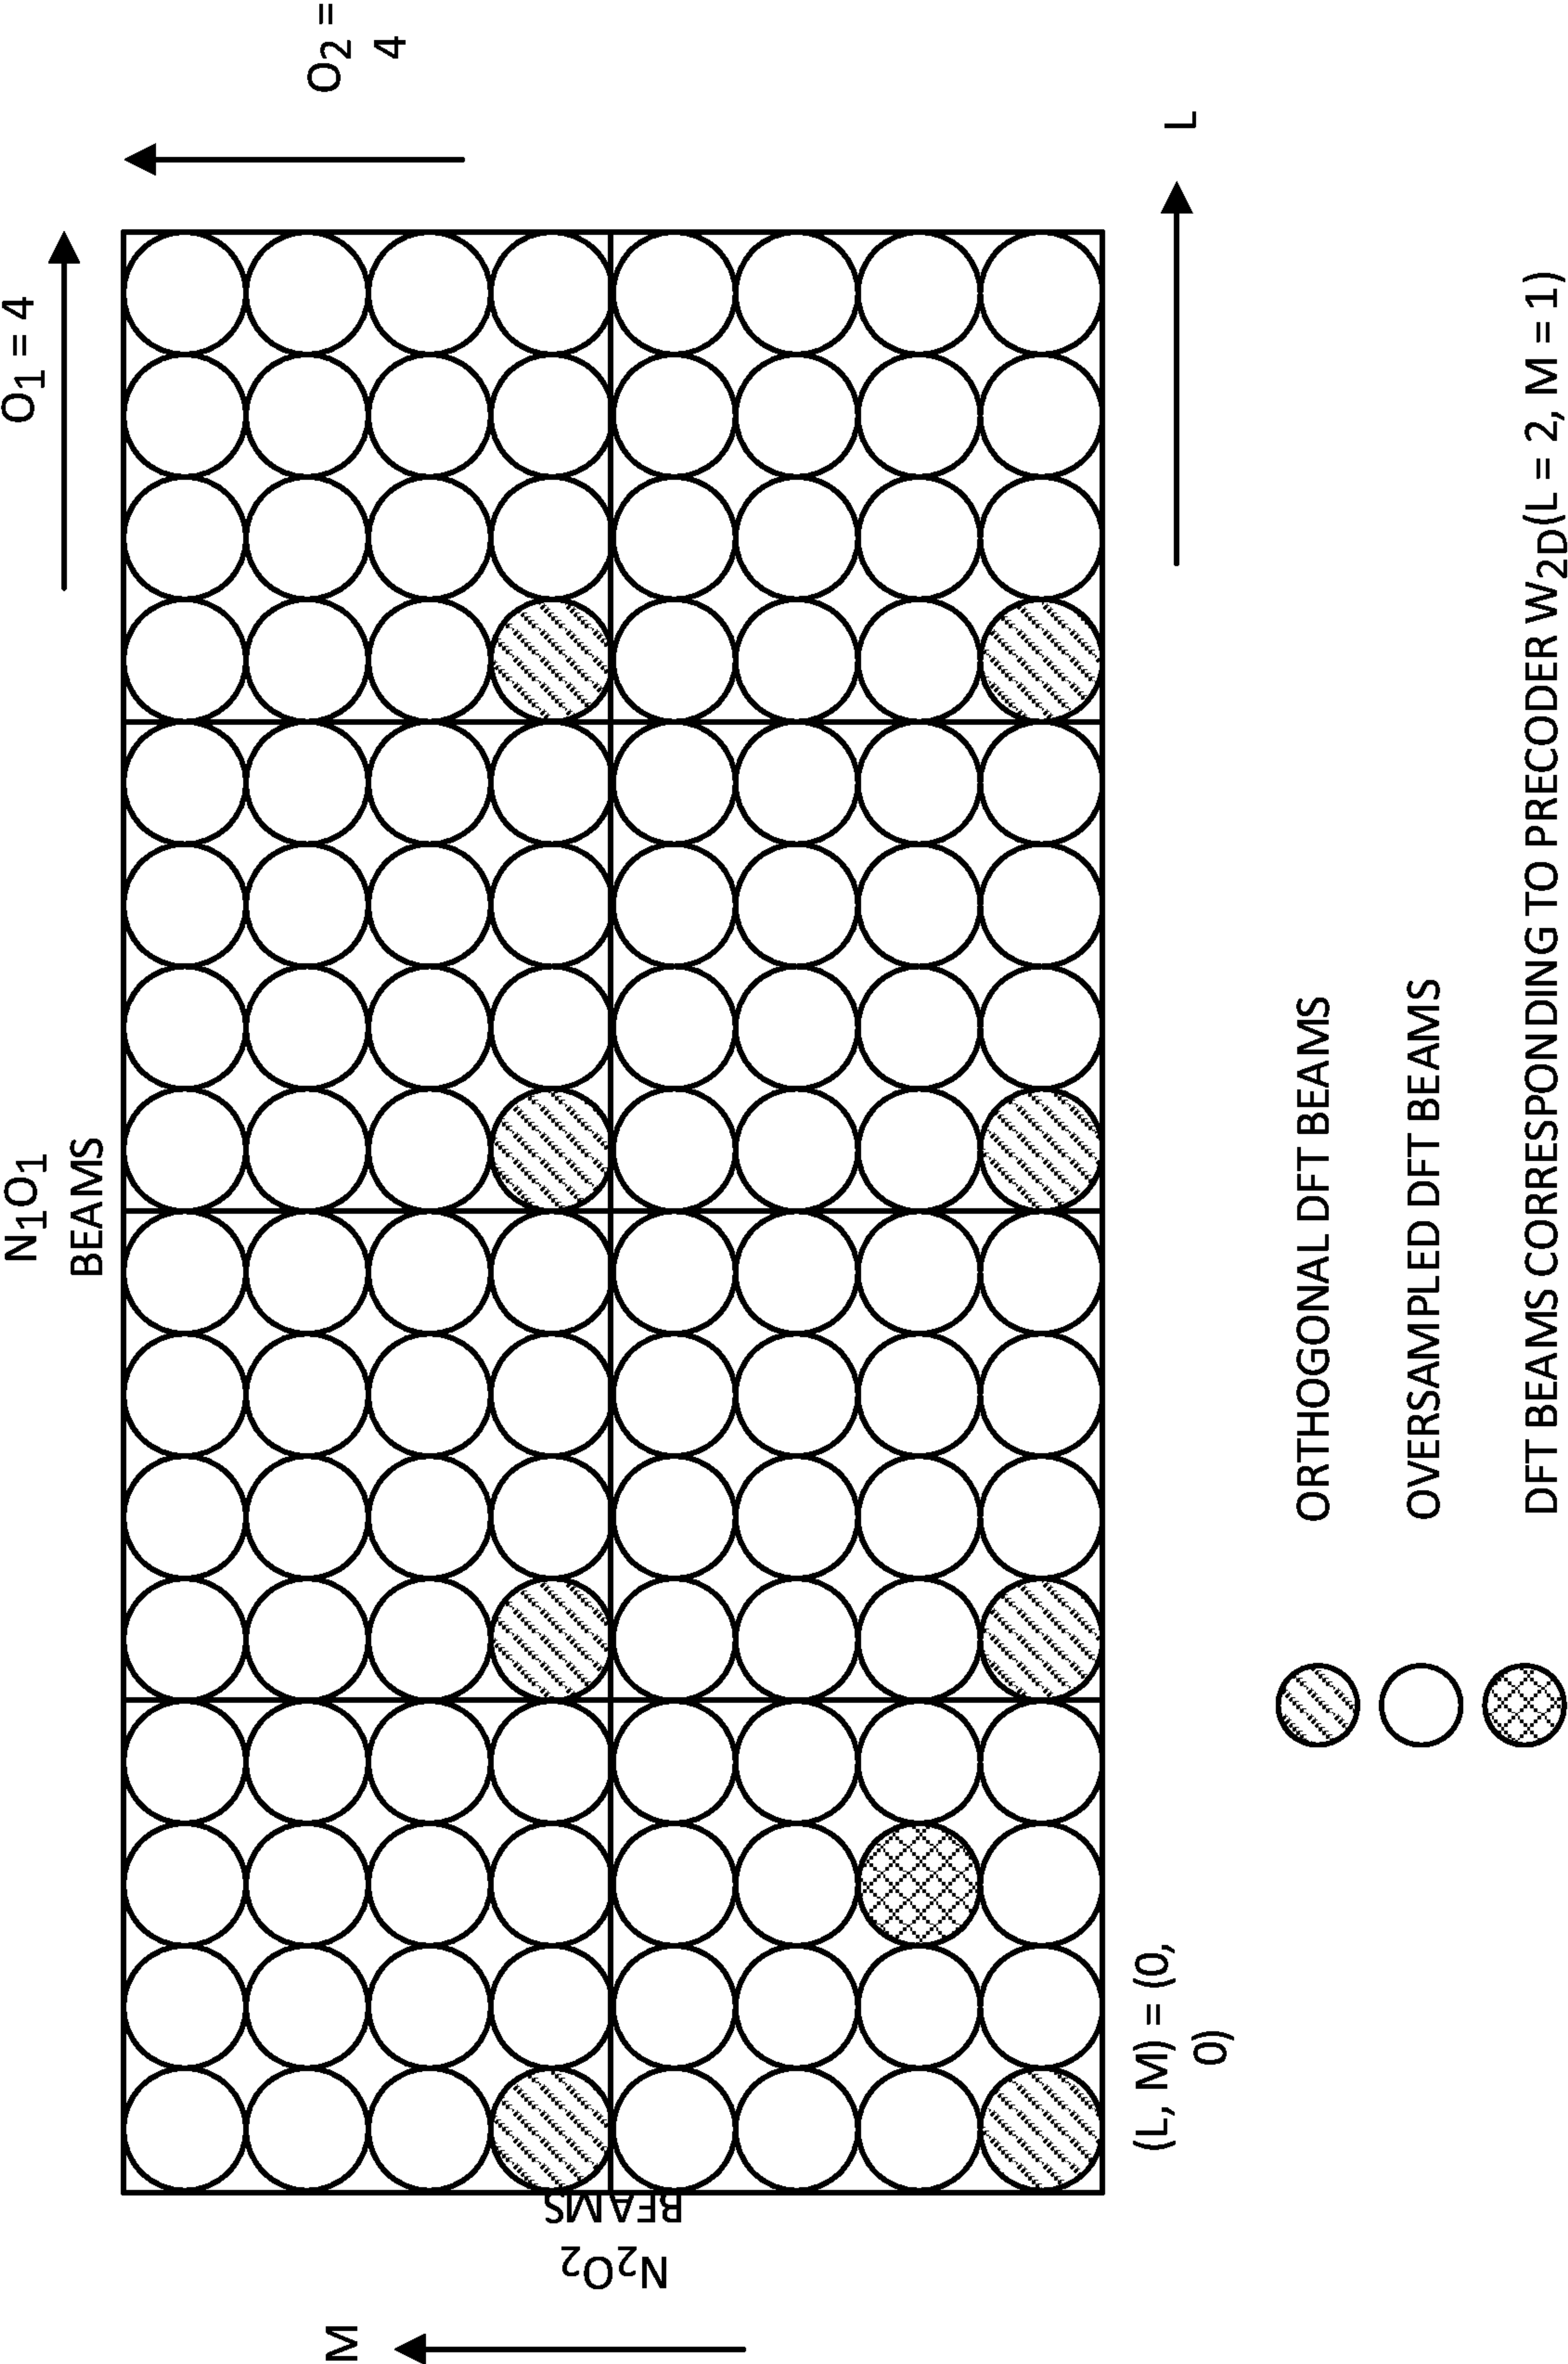 N1O1
BEAMS
O1 = 4
O2 =
4
M
N2O2
BEAMS
(L, M) = (0,
0)
L
ORTHOGONAL DFT BEAMS
OVERSAMPLED DFT BEAMS
DFT BEAMS CORRESPONDING TO PRECODER W2D(L = 2, M = 1)